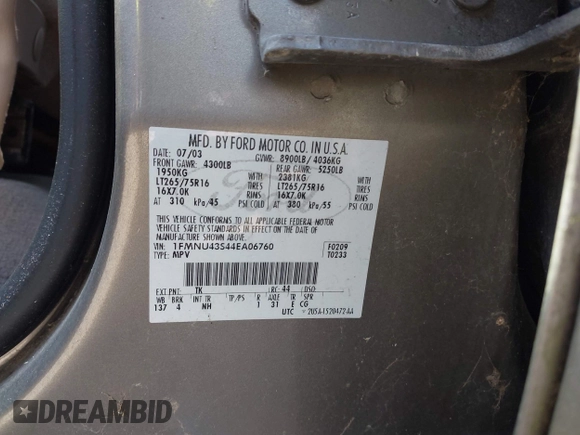 MFD. BY FORD MOTOR CO. IN U.S.A.
DATE: 07/03 GVWR: 8900LB/ 4036KG
FRONT GAWR: 4300LB REAR GAWR: 5250LB
1950KG WITH 2381KG WITH
LT265/75R16 TIRES LT265/75R16 TIRES
16X7.0K RIMS 16X7.0K RIMS
AT 310 kPa/45 PSI COLD AT 380 kPa/55 PSI COLD
THIS VEHICLE CONFORMS TO ALL APPLICABLE FEDERAL MOTOR
VEHICLE SAFETY STANDARDS IN EFFECT ON THE DATE OF
MANUFACTURE SHOWN ABOVE.
VIN: 1FMNU43S44EA06760 F0209
TYPE: MPV T0233
EXT PNT: TK RC: 44 DSO:
WB BRK INT TR TP/PS R AXLE TR SPR
137 4 NH 1 31 E CG
UTC
Ford
DREAMBID